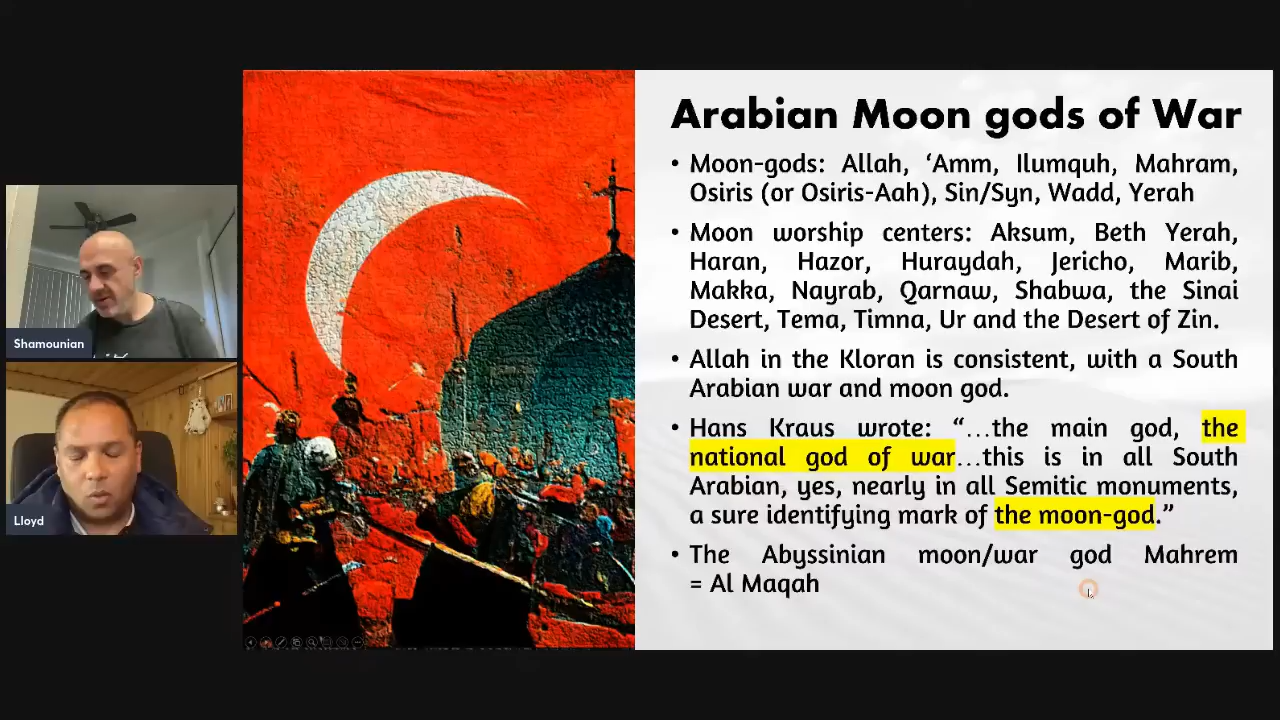 Arabian Moon gods of War
• Moon-gods: Allah, ‘Amm, Ilumquh, Mahram,
Osiris (or Osiris-Aah), Sin/Syn, Wadd, Yerah
• Moon worship centers: Aksum, Beth Yerah,
Haran, Hazor, Huraydah, Jericho, Marib,
Makka, Nayrab, Qarnaw, Shabwa, the Sinai
Desert, Tema, Timna, Ur and the Desert of Zin.
• Allah in the Kloran is consistent, with a South
Arabian war and moon god.
• Hans Kraus wrote: “…the main god, the
national god of war…this is in all South
Arabian, yes, nearly in all Semitic monuments,
a sure identifying mark of the moon-god.”
• The Abyssinian moon/war god Mahrem
= Al Maqah
Shamounian
Lloyd